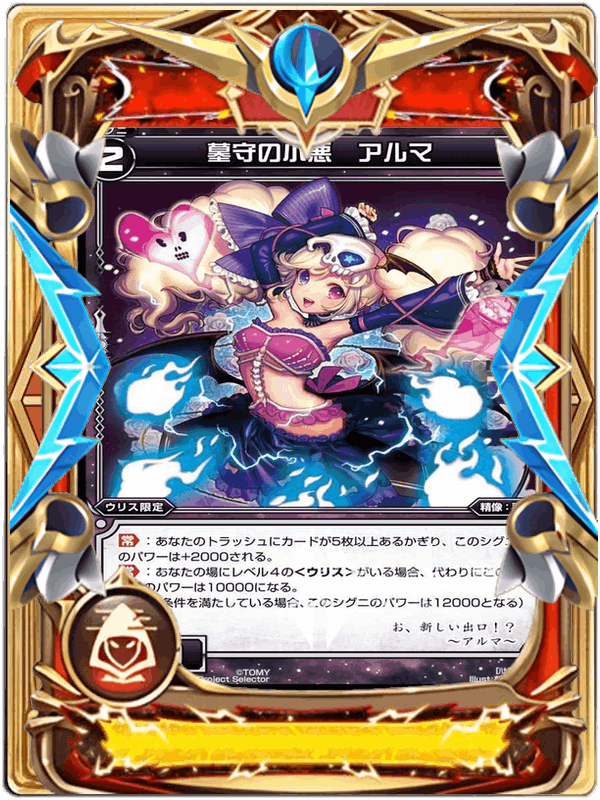 2
墓守の小悪　アルマ
ウリス限定
精像：
常：あなたのトラッシュにカードが5枚以上あるかぎり、このシグニ
のパワーは+2000される。
常：あなたの場にレベル4の<ウリス>がいる場合、代わりに
パワーは10000になる。
条件を満たしている場合、このシグニのパワーは12000となる）
お、新しい出口！？
～アルマ～
©TOMY
Project Selector
Illust